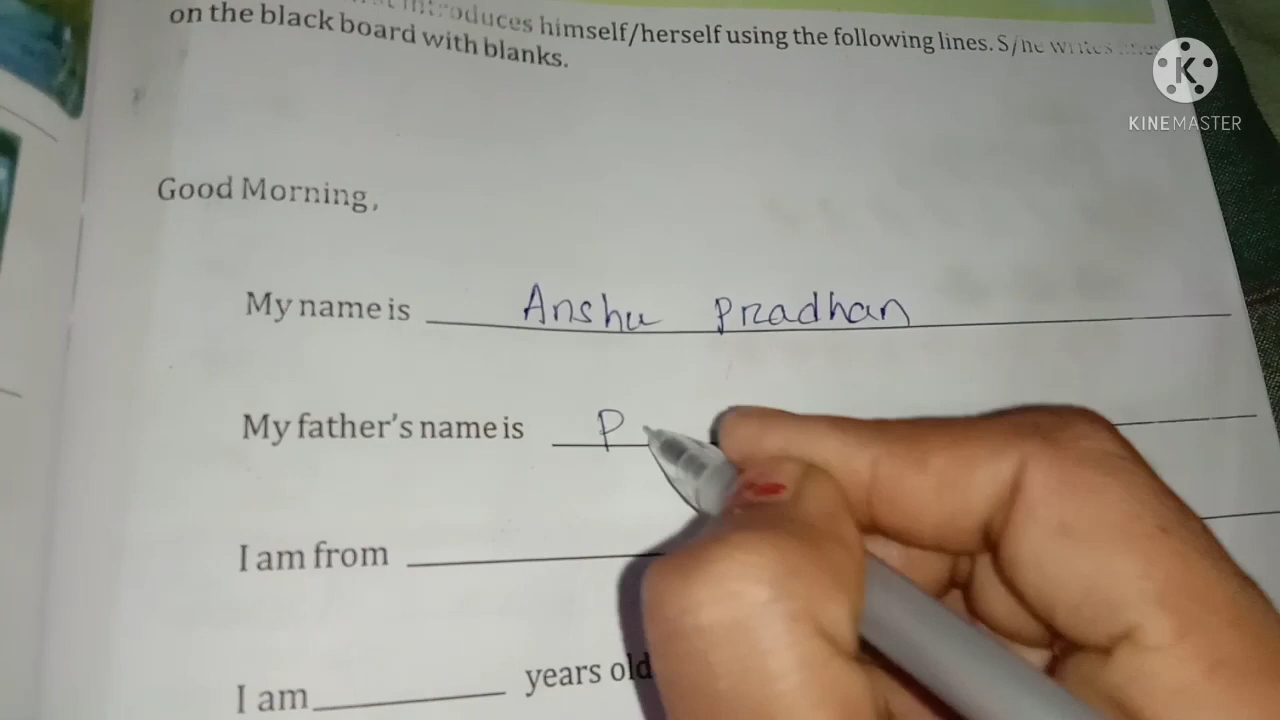 introduces himself/herself using the following lines. S/he writes
on the black board with blanks.
KINEMASTER
Good Morning,
My name is Anshu Pradhan
My father's name is P
I am from
I am years old